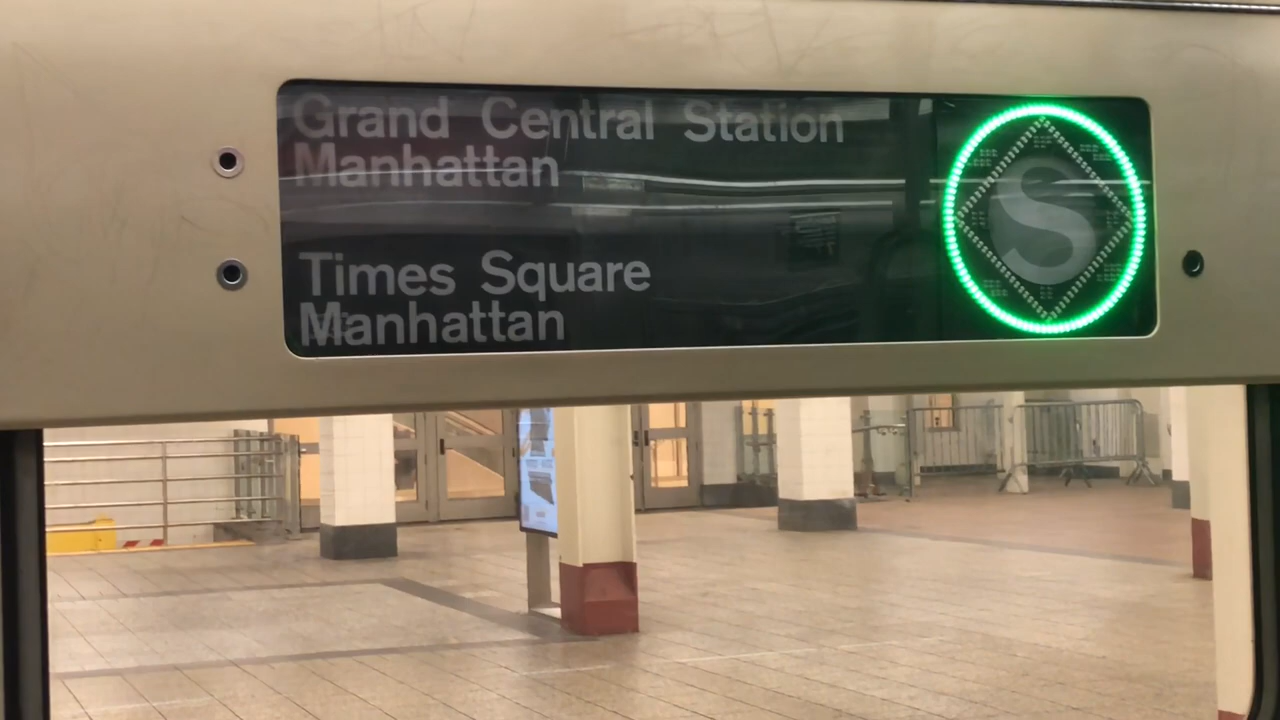 Grand Central Station
Manhattan
Times Square
Manhattan
S